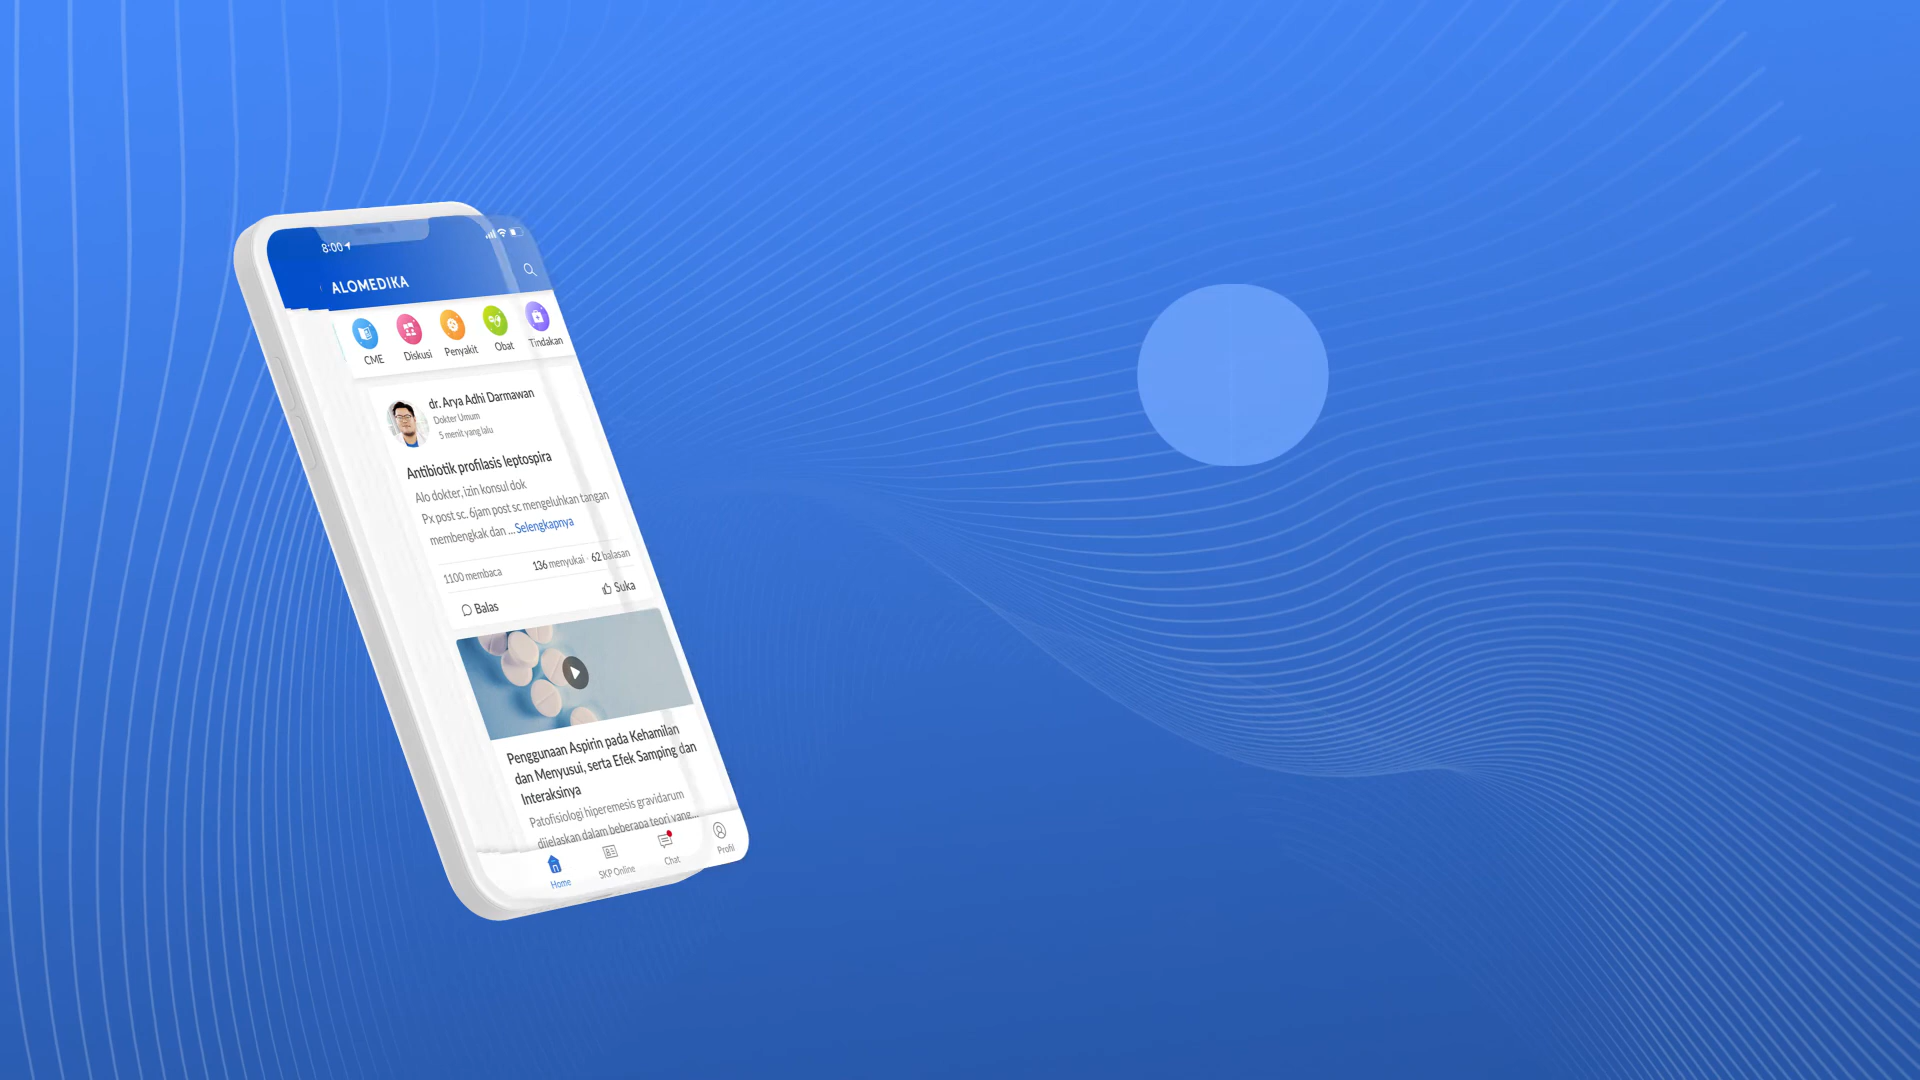 8:00
ALOMEDIKA
CME
Diskusi
Penyakit
Obat
Tindakan
dr. Arya Adhi Darmawan
Dokter Umum
5 menit yang lalu
Antibiotik profilasis leptospira
Alo dokter, izin konsul dok
Px post sc. 6jam post sc mengeluhkan tangan
membengkak dan ... Selengkapnya
1100 membaca
136 menyukai · 62 balasan
Balas
Suka
Penggunaan Aspirin pada Kehamilan
dan Menyusui, serta Efek Samping dan
Interaksinya
Patofisiologi hiperemesis gravidarum
dijelaskan dalam beberapa teori yang...
Home
SKP Online
Chat
Profil